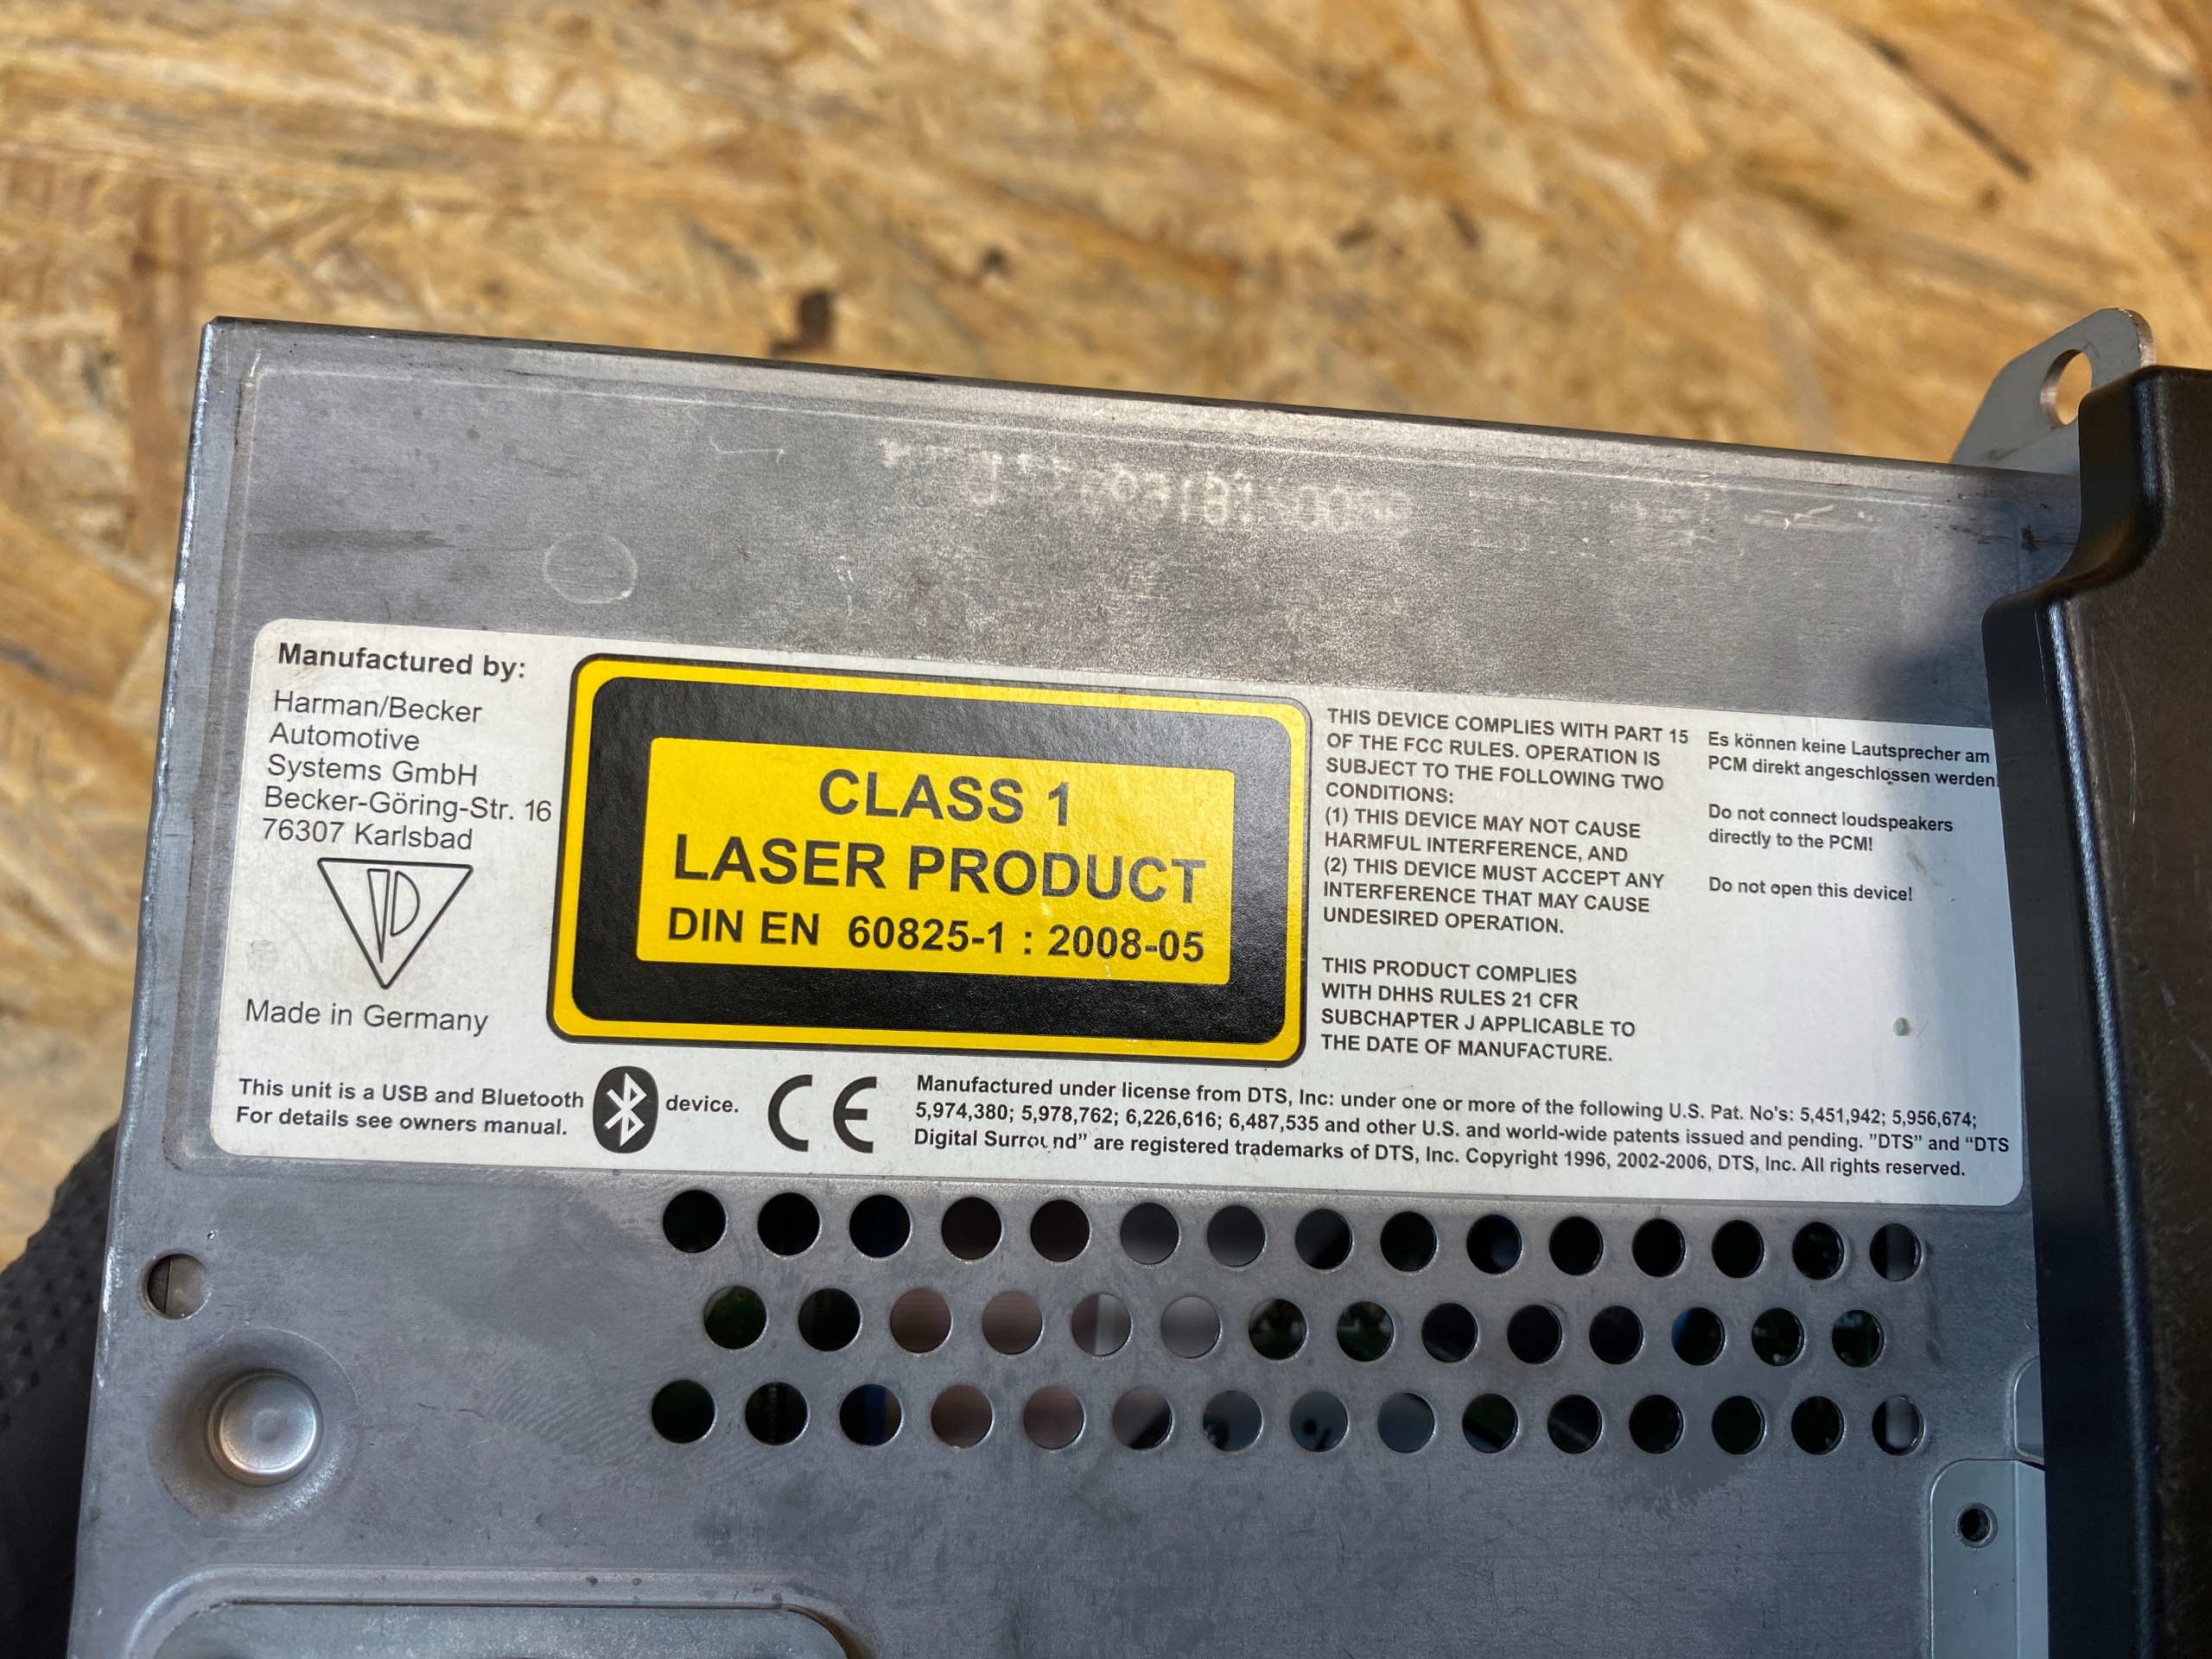 Manufactured by:
Harman/Becker
Automotive
Systems GmbH
Becker-Göring-Str. 16
76307 Karlsbad
Made in Germany
This unit is a USB and Bluetooth device.
For details see owners manual.
CLASS 1
LASER PRODUCT
DIN EN 60825-1 : 2008-05
CE
THIS DEVICE COMPLIES WITH PART 15
OF THE FCC RULES. OPERATION IS
SUBJECT TO THE FOLLOWING TWO
CONDITIONS:
(1) THIS DEVICE MAY NOT CAUSE
HARMFUL INTERFERENCE, AND
(2) THIS DEVICE MUST ACCEPT ANY
INTERFERENCE THAT MAY CAUSE
UNDESIRED OPERATION.
THIS PRODUCT COMPLIES
WITH DHHS RULES 21 CFR
SUBCHAPTER J APPLICABLE TO
THE DATE OF MANUFACTURE.
Es können keine Lautsprecher am
PCM direkt angeschlossen werden!
Do not connect loudspeakers
directly to the PCM!
Do not open this device!
Manufactured under license from DTS, Inc: under one or more of the following U.S. Pat. No's: 5,451,942; 5,956,674;
5,974,380; 5,978,762; 6,226,616; 6,487,535 and other U.S. and world-wide patents issued and pending. ”DTS” and “DTS
Digital Surround” are registered trademarks of DTS, Inc. Copyright 1996, 2002-2006, DTS, Inc. All rights reserved.